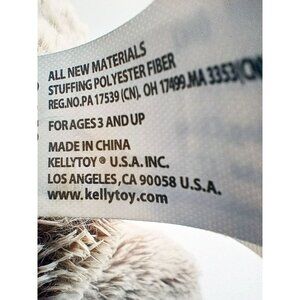 ALL NEW MATERIALS
STUFFING POLYESTER FIBER
REG.NO.PA 17539 (CN). OH 17499.MA 3353(CN)
FOR AGES 3 AND UP
MADE IN CHINA
KELLYTOY® U.S.A. INC.
LOS ANGELES, CA 90058 U.S.A.
www.kellytoy.com